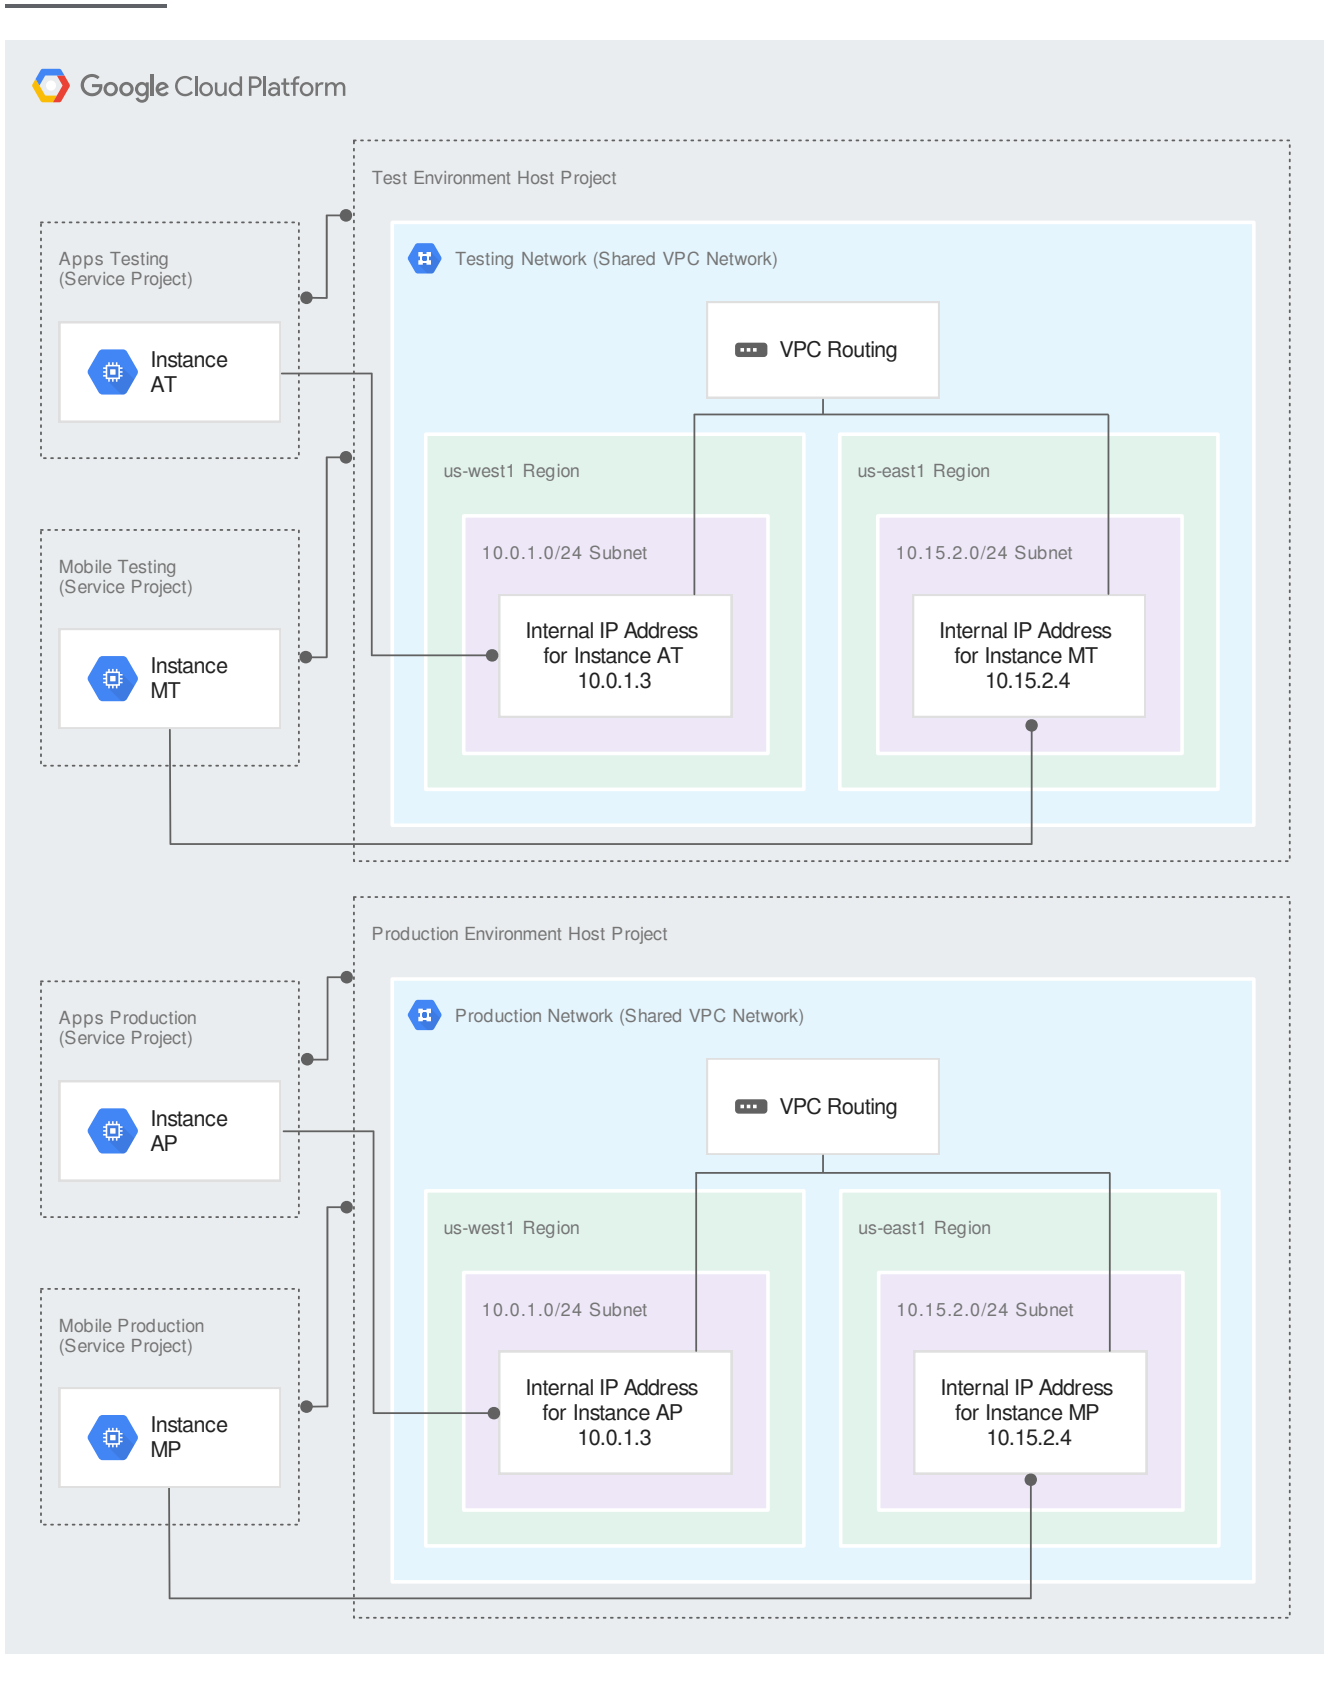 Google Cloud Platform
Test Environment Host Project
Apps Testing
(Service Project)
Instance
AT
Testing Network (Shared VPC Network)
VPC Routing
us-west1 Region
us-east1 Region
10.0.1.0/24 Subnet
10.15.2.0/24 Subnet
Mobile Testing
(Service Project)
Instance
MT
Internal IP Address
for Instance AT
10.0.1.3
Internal IP Address
for Instance MT
10.15.2.4
Production Environment Host Project
Apps Production
(Service Project)
Instance
AP
Production Network (Shared VPC Network)
VPC Routing
us-west1 Region
us-east1 Region
10.0.1.0/24 Subnet
10.15.2.0/24 Subnet
Mobile Production
(Service Project)
Instance
MP
Internal IP Address
for Instance AP
10.0.1.3
Internal IP Address
for Instance MP
10.15.2.4